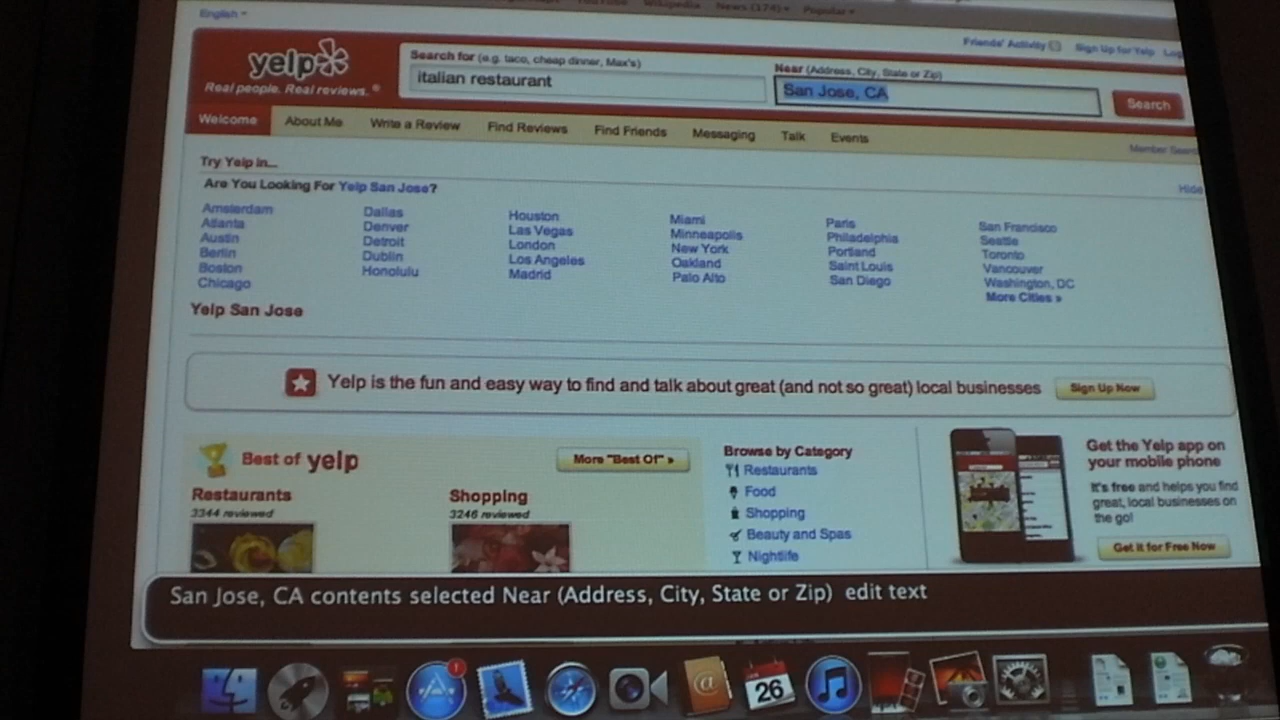 English
YouTube Wikipedia News (174) Popular
Friends' Activity Sign Up for Yelp Log
yelp
Real people. Real reviews. ®
Search for (e.g. taco, cheap dinner, Max's)
italian restaurant
Near (Address, City, State or Zip)
San Jose, CA
Search
Welcome About Me Write a Review Find Reviews Find Friends Messaging Talk Events
Member Search
Try Yelp in...
Hide
Are You Looking For Yelp San Jose?
Amsterdam Dallas Houston Miami Paris San Francisco
Atlanta Denver Las Vegas Minneapolis Philadelphia Seattle
Austin Detroit London New York Portland Toronto
Berlin Dublin Los Angeles Oakland Saint Louis Vancouver
Boston Honolulu Madrid Palo Alto San Diego Washington, DC
Chicago More Cities »
Yelp San Jose
Yelp is the fun and easy way to find and talk about great (and not so great) local businesses Sign Up Now
Best of yelp
More "Best Of" »
Restaurants
3344 reviewed
Shopping
3246 reviewed
Browse by Category
Restaurants
Food
Shopping
Beauty and Spas
Nightlife
Get the Yelp app on
your mobile phone
It's free and helps you find
great, local businesses on
the go!
Get it for Free Now
San Jose, CA contents selected Near (Address, City, State or Zip) edit text
1
@
26